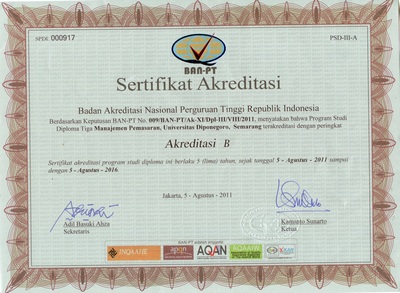 SPDI 000917
PSD-III-A
BAN-PT
Sertifikat Akreditasi
Badan Akreditasi Nasional Perguruan Tinggi Republik Indonesia
Berdasarkan Keputusan BAN-PT No. 009/BAN-PT/Ak-XI/Dpl-III/VIII/2011, menyatakan bahwa Program Studi
Diploma Tiga Manajemen Pemasaran, Universitas Diponegoro, Semarang terakreditasi dengan peringkat
Akreditasi B
Sertifikat akreditasi program studi diploma ini berlaku 5 (lima) tahun, sejak tanggal 5 - Agustus - 2011 sampai
dengan 5 - Agustus - 2016.
Jakarta, 5 - Agustus - 2011
Adil Basuki Ahza
Sekretaris
Kamanto Sunarto
Ketua
BAN-PT adalah anggota:
INQAAHE
apqn
AQAN